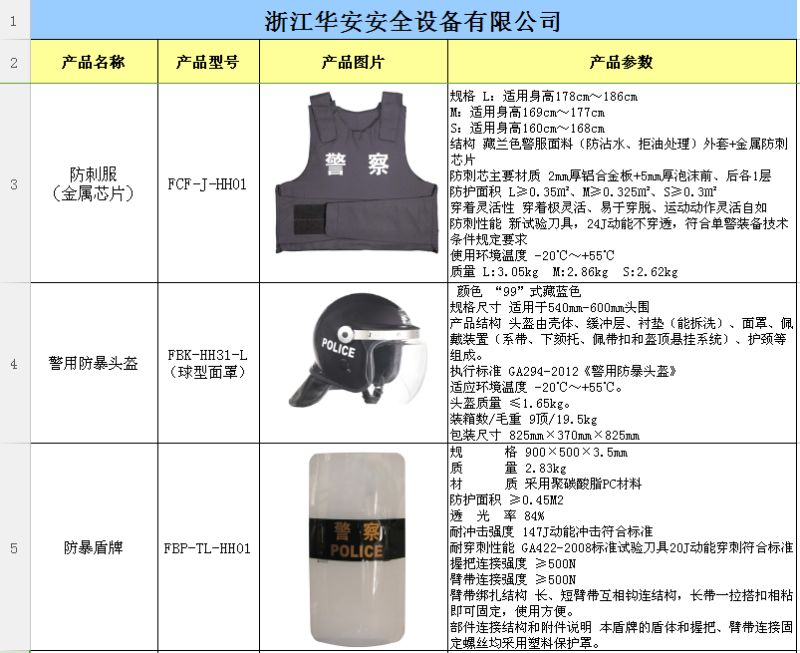 1
浙江华安安全设备有限公司
2
产品名称 产品型号 产品图片 产品参数
3
防刺服
(金属芯片)
FCF-J-HH01
警 察
规格 L: 适用身高178cm～186cm
M: 适用身高169cm～177cm
S: 适用身高160cm～168cm
结构 藏兰色警服面料（防沾水、拒油处理）外套+金属防刺
芯片
防刺芯主要材质 2mm厚铝合金板+5mm厚泡沫前、后各1层
防护面积 L≥0.35㎡、M≥0.325㎡、S≥0.3㎡
穿着灵活性 穿着极灵活、易于穿脱、运动动作灵活自如
防刺性能 新试验刀具，24J动能不穿透，符合单警装备技术
条件规定要求
使用环境温度 -20℃～+55℃
质量 L:3.05kg M:2.86kg S:2.62kg
4
警用防暴头盔
FBK-HH31-L
(球型面罩)
POLICE
颜色 “99”式藏蓝色
规格尺寸 适用于540mm-600mm头围
产品结构 头盔由壳体、缓冲层、衬垫（能拆洗）、面罩、佩
戴装置（系带、下颏托、佩带扣和盔顶悬挂系统）、护颈等
组成。
执行标准 GA294-2012《警用防暴头盔》
适应环境温度 -20℃～+55℃。
头盔质量 ≤1.65kg。
装箱数/毛重 9顶/19.5kg
包装尺寸 825mm×370mm×825mm
5
防暴盾牌
FBP-TL-HH01
警 察
POLICE
规 格 900×500×3.5mm
质 量 2.83kg
材 质 采用聚碳酸脂PC材料
防护面积 ≥0.45M2
透 光 率 84%
耐冲击强度 147J动能冲击符合标准
耐穿刺性能 GA422-2008标准试验刀具20J动能穿刺符合标准
握把连接强度 ≥500N
臂带连接强度 ≥500N
臂带绑扎结构 长、短臂带互相钩连结构，长带一拉搭扣相粘
即可固定，使用方便。
部件连接结构和附件说明 本盾牌的盾体和握把、臂带连接固
定螺丝均采用塑料保护罩。